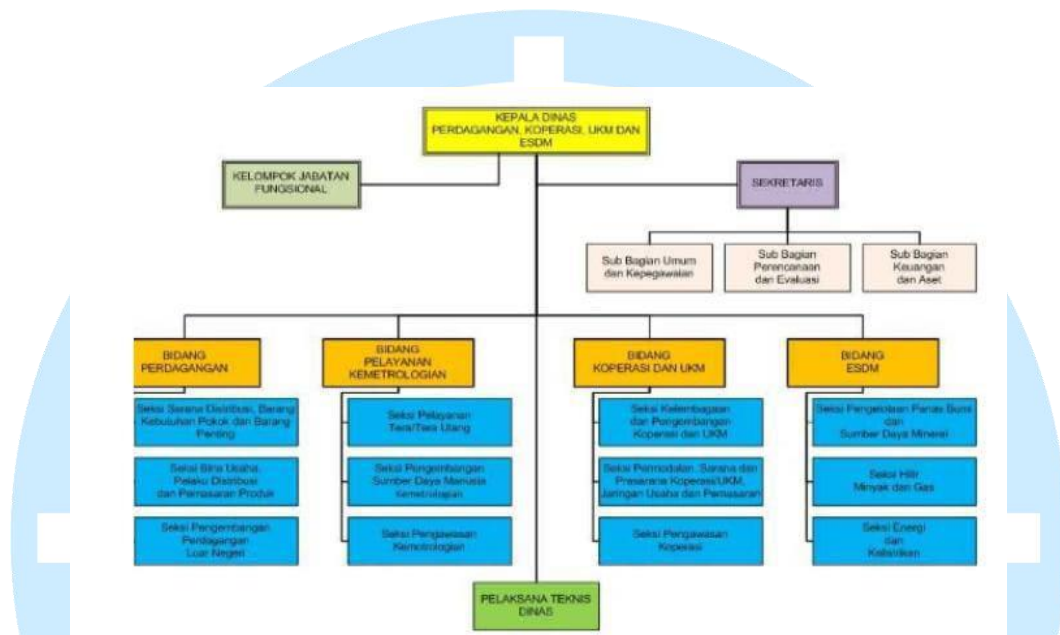 KEPALA DINAS
PERDAGANGAN, KOPERASI, UKM DAN
ESDM
KELOMPOK JABATAN
FUNGSIONAL
SEKRETARIS
Sub Bagian Umum
dan Kepegawaian
Sub Bagian
Perencanaan
dan Evaluasi
Sub Bagian
Keuangan
dan Aset
BIDANG
PERDAGANGAN
BIDANG
PELAYANAN
KEMETROLOGIAN
BIDANG
KOPERASI DAN UKM
BIDANG
ESDM
Seksi Sarana Distribusi, Barang
Kebutuhan Pokok dan Barang
Penting
Seksi Pelayanan
Tera/Tera Ulang
Seksi Kelembagaan
dan Pengembangan
Koperasi dan UKM
Seksi Pengelolaan Panas Bumi
dan
Sumber Daya Mineral
Seksi Bina Usaha,
Pelaku Distribusi
dan Pemasaran Produk
Seksi Pengembangan
Sumber Daya Manusia
Kemetrologian
Seksi Permodalan, Sarana dan
Prasarana Koperasi/UKM,
Jaringan Usaha dan Pemasaran
Seksi Hilir
Minyak dan Gas
Seksi Pengembangan
Perdagangan
Luar Negeri
Seksi Pengawasan
Kemetrologian
Seksi Pengawasan
Koperasi
Seksi Energi
dan
Kelistrikan
PELAKSANA TEKNIS
DINAS